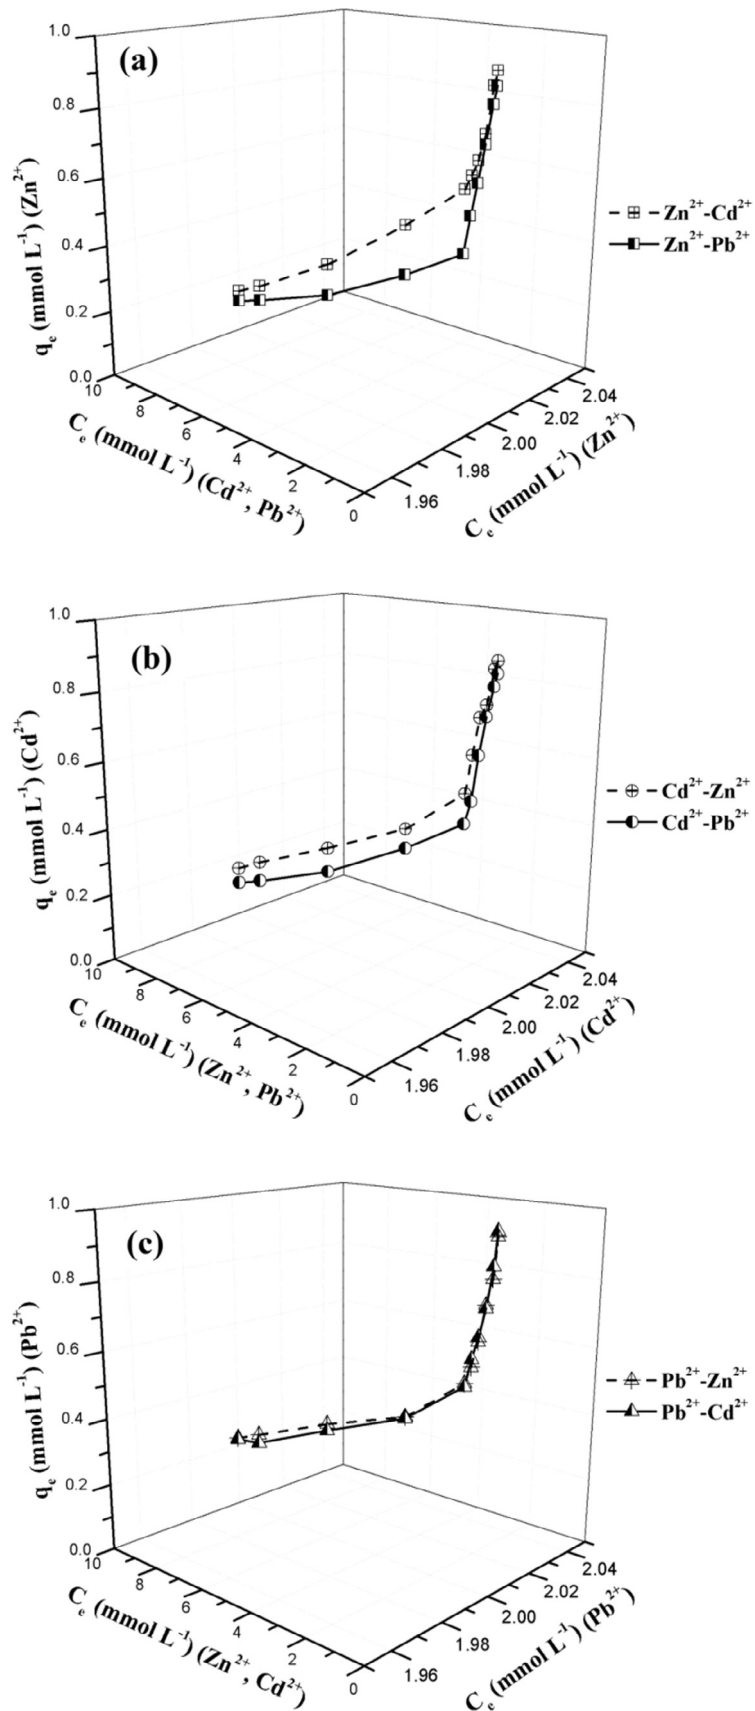 (a)
1.0
0.8
0.6
0.4
0.2
0.0
qₑ (mmol L⁻¹) (Zn²⁺)
10
8
6
4
2
0
Cₑ (mmol L⁻¹) (Cd²⁺, Pb²⁺)
1.96
1.98
2.00
2.02
2.04
Cₑ (mmol L⁻¹) (Zn²⁺)
Zn²⁺-Cd²⁺
Zn²⁺-Pb²⁺
(b)
1.0
0.8
0.6
0.4
0.2
0.0
qₑ (mmol L⁻¹) (Cd²⁺)
10
8
6
4
2
0
Cₑ (mmol L⁻¹) (Zn²⁺, Pb²⁺)
1.96
1.98
2.00
2.02
2.04
Cₑ (mmol L⁻¹) (Cd²⁺)
Cd²⁺-Zn²⁺
Cd²⁺-Pb²⁺
(c)
1.0
0.8
0.6
0.4
0.2
0.0
qₑ (mmol L⁻¹) (Pb²⁺)
10
8
6
4
2
0
Cₑ (mmol L⁻¹) (Zn²⁺, Cd²⁺)
1.96
1.98
2.00
2.02
2.04
Cₑ (mmol L⁻¹) (Pb²⁺)
Pb²⁺-Zn²⁺
Pb²⁺-Cd²⁺